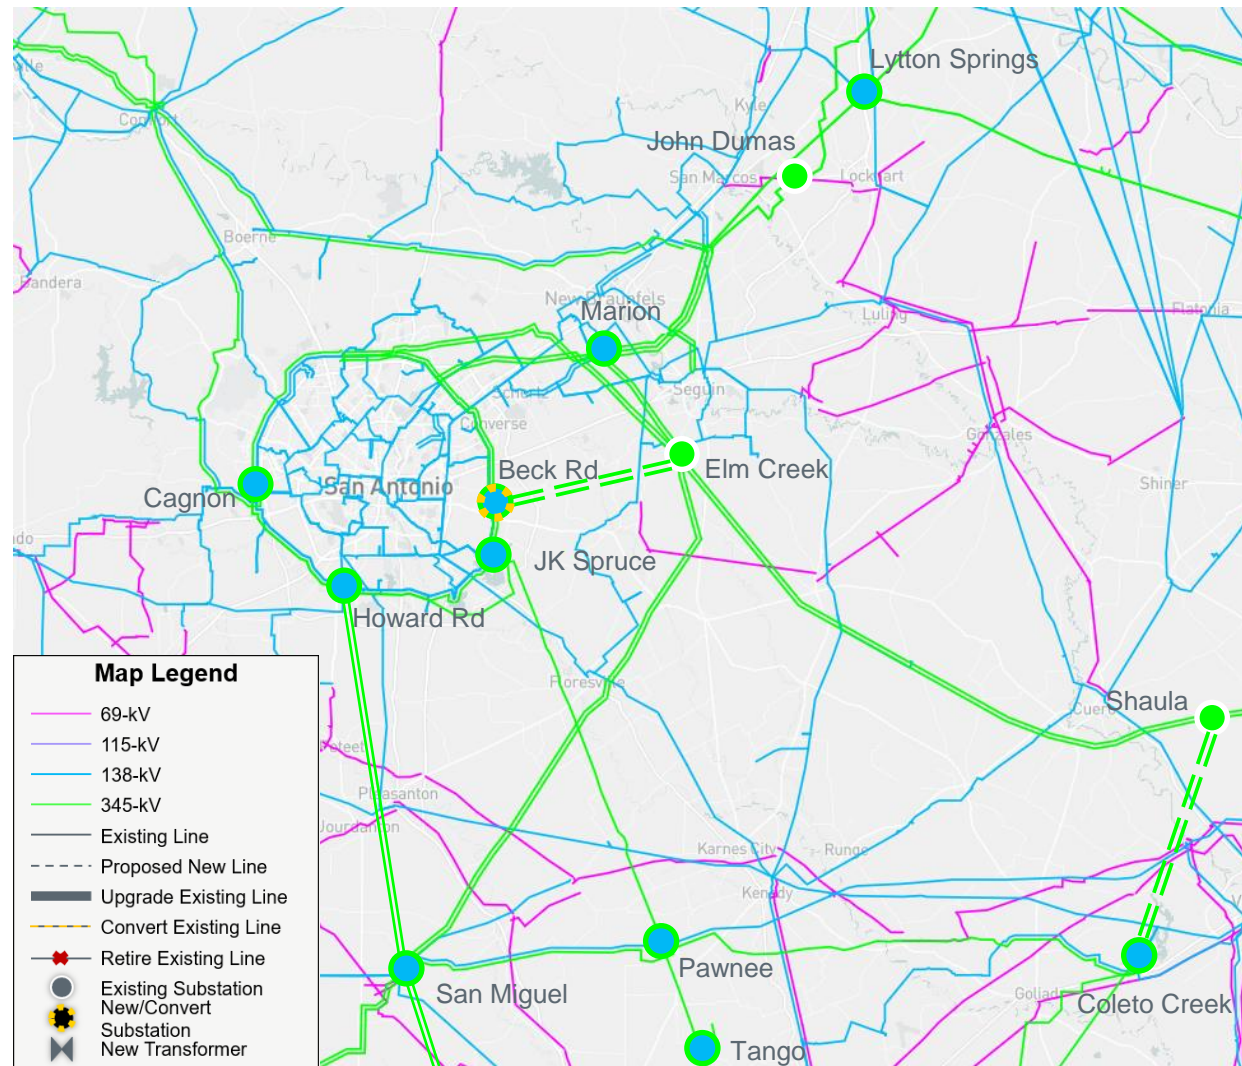 Lytton Springs
ville
Kyle
Comfort
John Dumas
San Marcos
Lockhart
Boerne
Bandera
New Braunfels
Marion
Luling
Flatonia
Schertz
Seguin
Converse
Gonzales
Beck Rd
Elm Creek
Cagnon
San Antonio
Shiner
JK Spruce
Howard Rd
Floresville
Shaula
Cuero
Poteet
Pleasanton
Jourdanton
Karnes City
Runge
Kenedy
Pawnee
San Miguel
Goliad
Coleto Creek
Tango
Map Legend
69-kV
115-kV
138-kV
345-kV
Existing Line
Proposed New Line
Upgrade Existing Line
Convert Existing Line
Retire Existing Line
Existing Substation
New/Convert
Substation
New Transformer